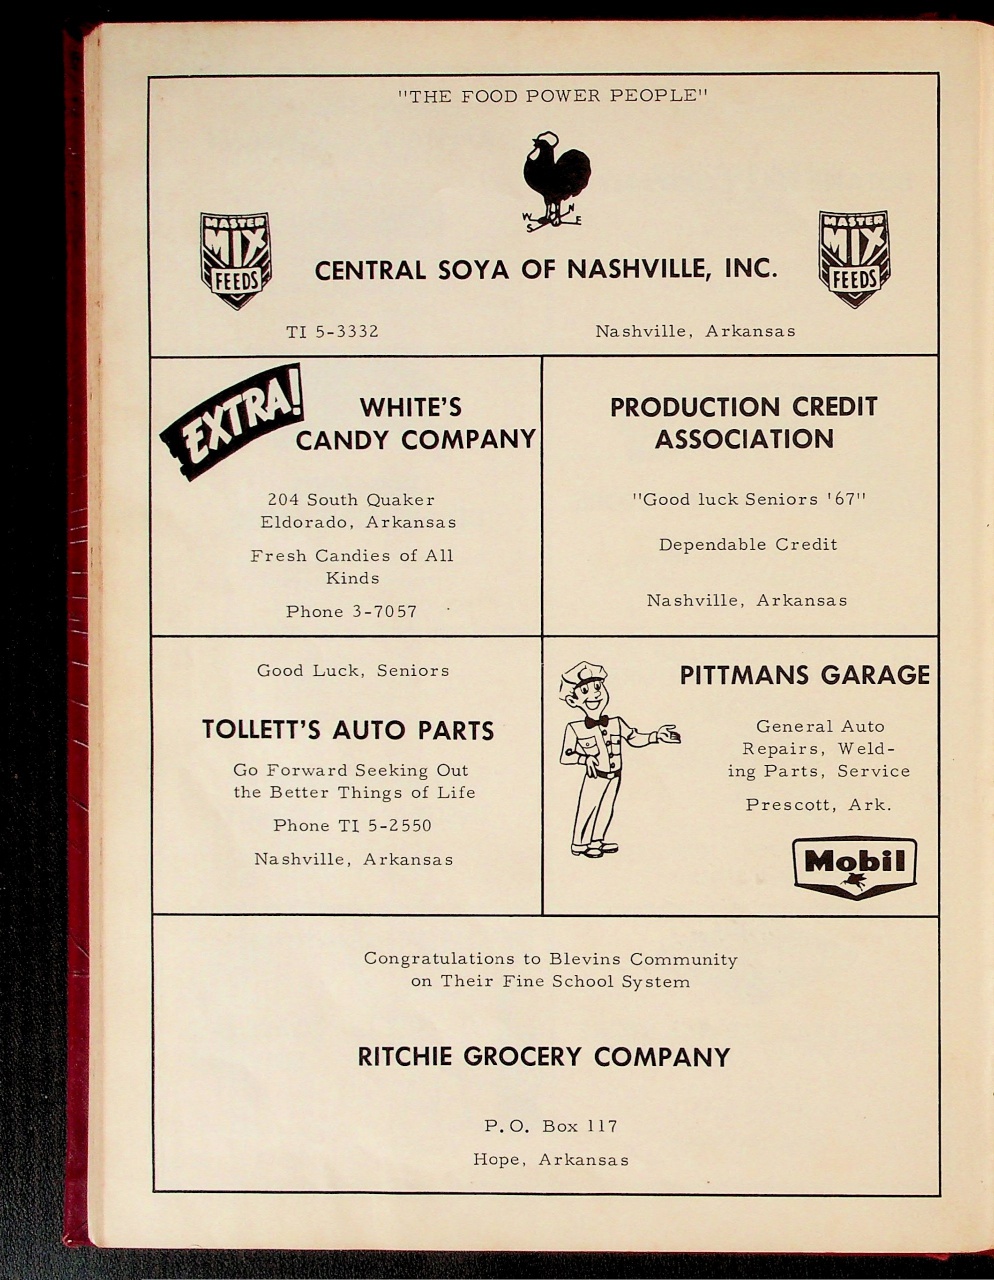 "THE FOOD POWER PEOPLE"
W N
S E
MASTER
MIX
FEEDS
MASTER
MIX
FEEDS
CENTRAL SOYA OF NASHVILLE, INC.
TI 5-3332 Nashville, Arkansas
EXTRA!
WHITE'S
CANDY COMPANY
204 South Quaker
Eldorado, Arkansas
Fresh Candies of All
Kinds
Phone 3-7057
PRODUCTION CREDIT
ASSOCIATION
"Good luck Seniors '67"
Dependable Credit
Nashville, Arkansas
Good Luck, Seniors
TOLLETT'S AUTO PARTS
Go Forward Seeking Out
the Better Things of Life
Phone TI 5-2550
Nashville, Arkansas
PITTMANS GARAGE
General Auto
Repairs, Weld-
ing Parts, Service
Prescott, Ark.
Mobil
Congratulations to Blevins Community
on Their Fine School System
RITCHIE GROCERY COMPANY
P.O. Box 117
Hope, Arkansas